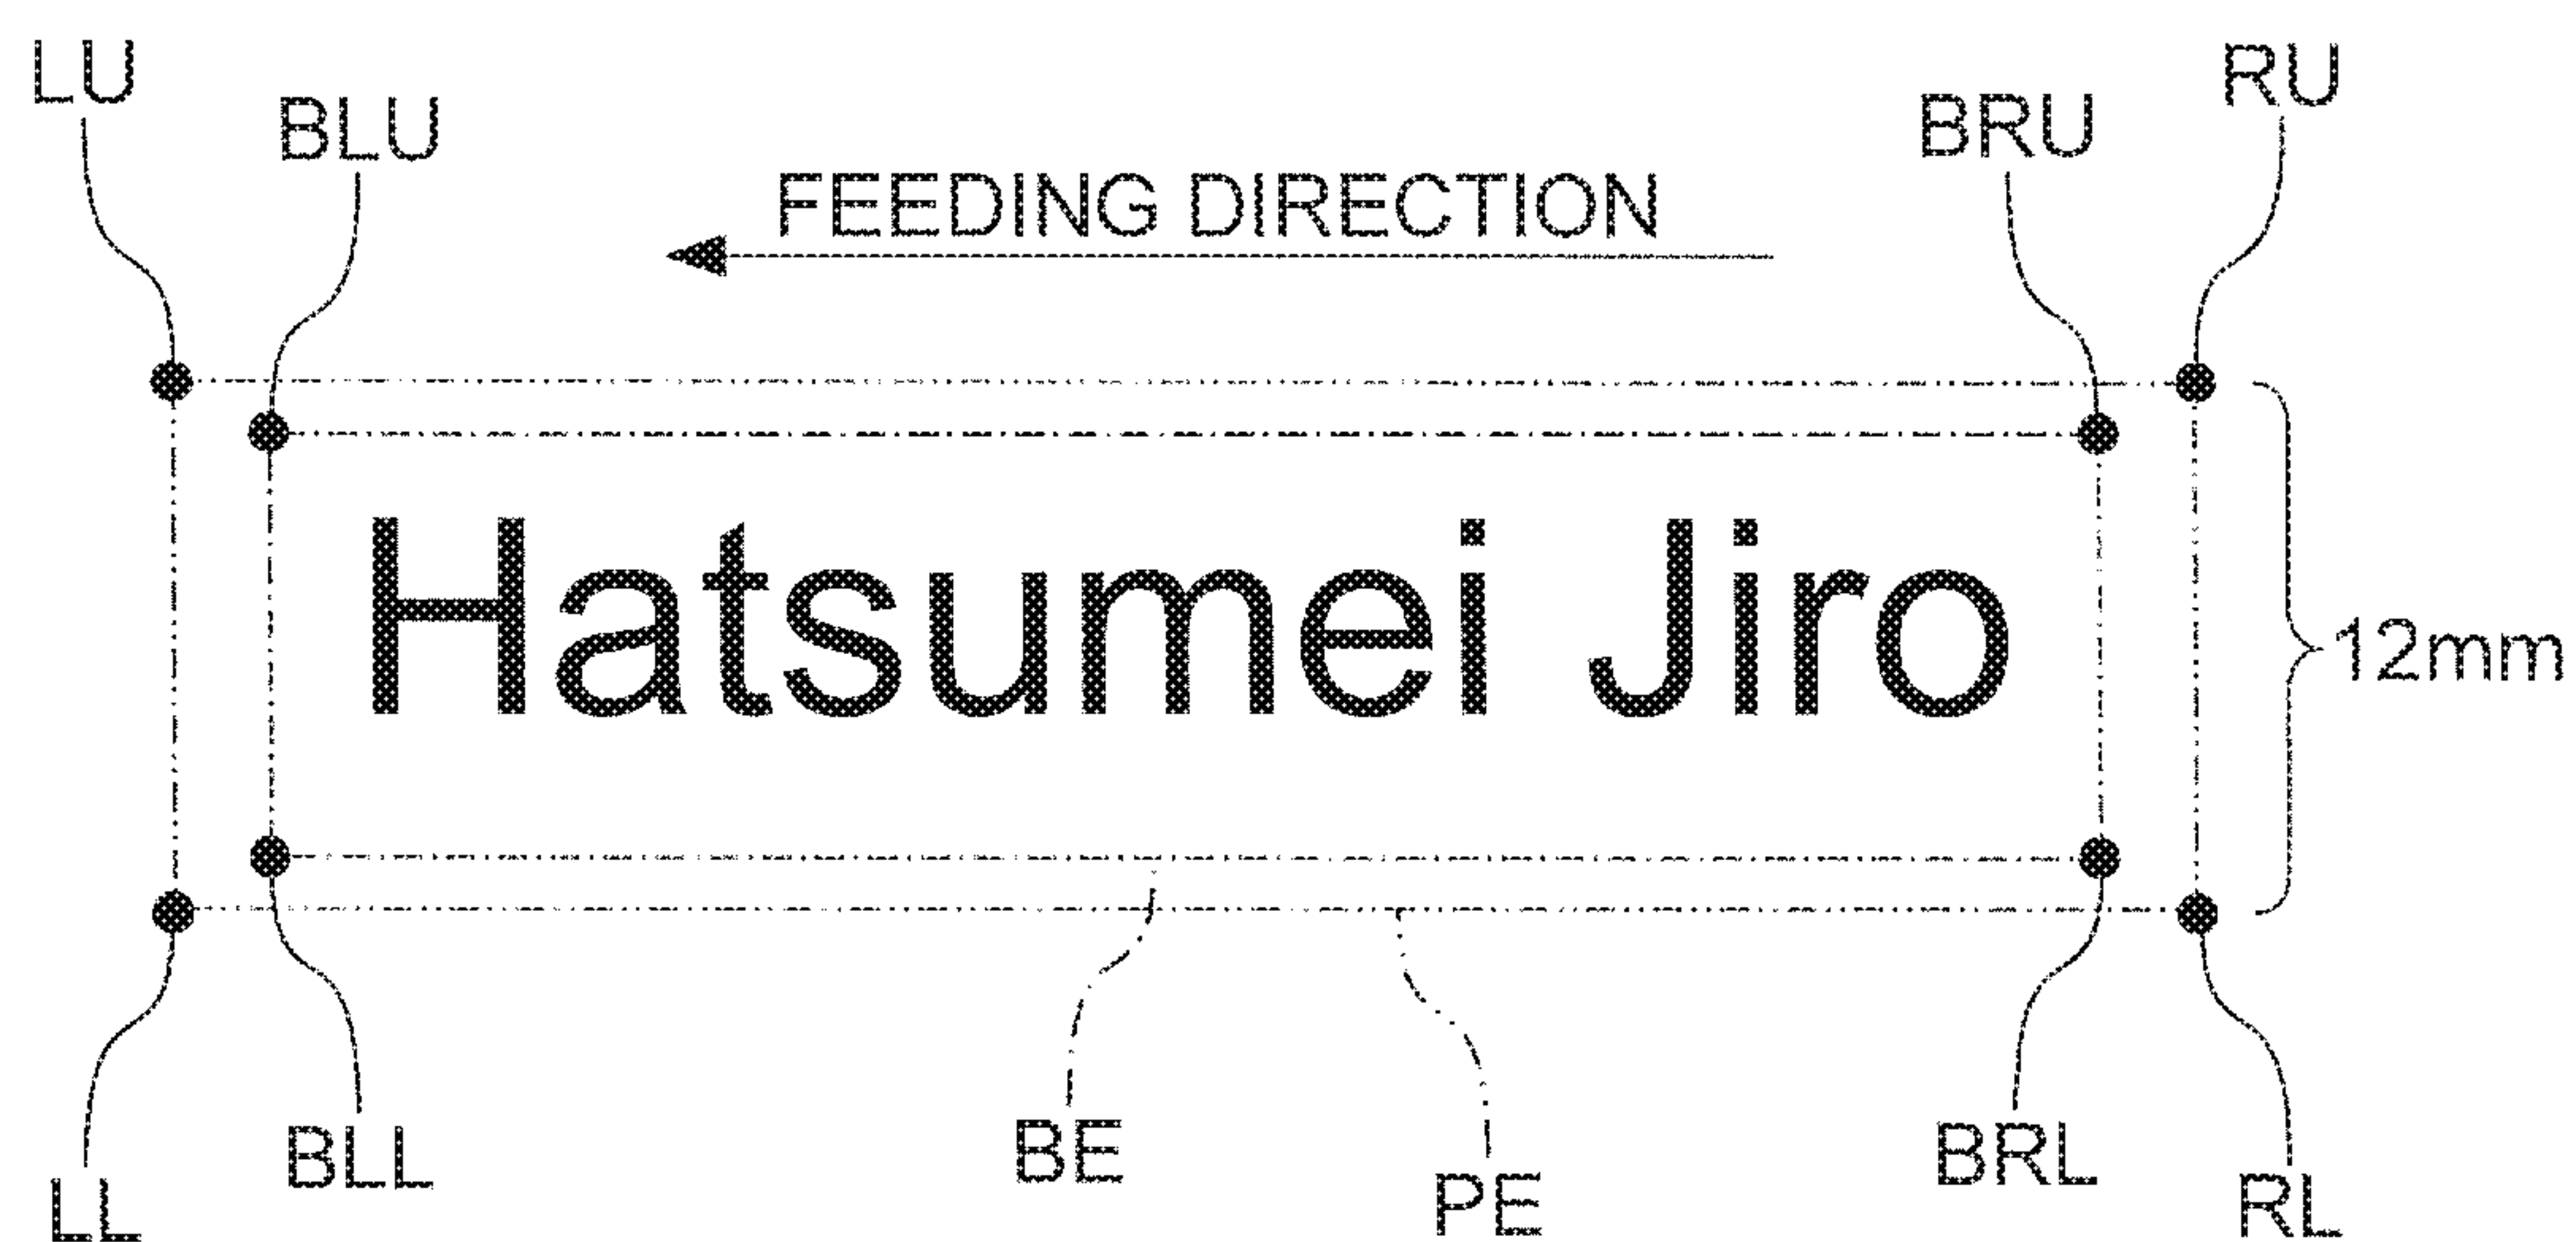 LU
RU
BLU
BRU
FEEDING DIRECTION
Hatsumei Jiro
12mm
BLL
BE
BRL
LL
PE
RL